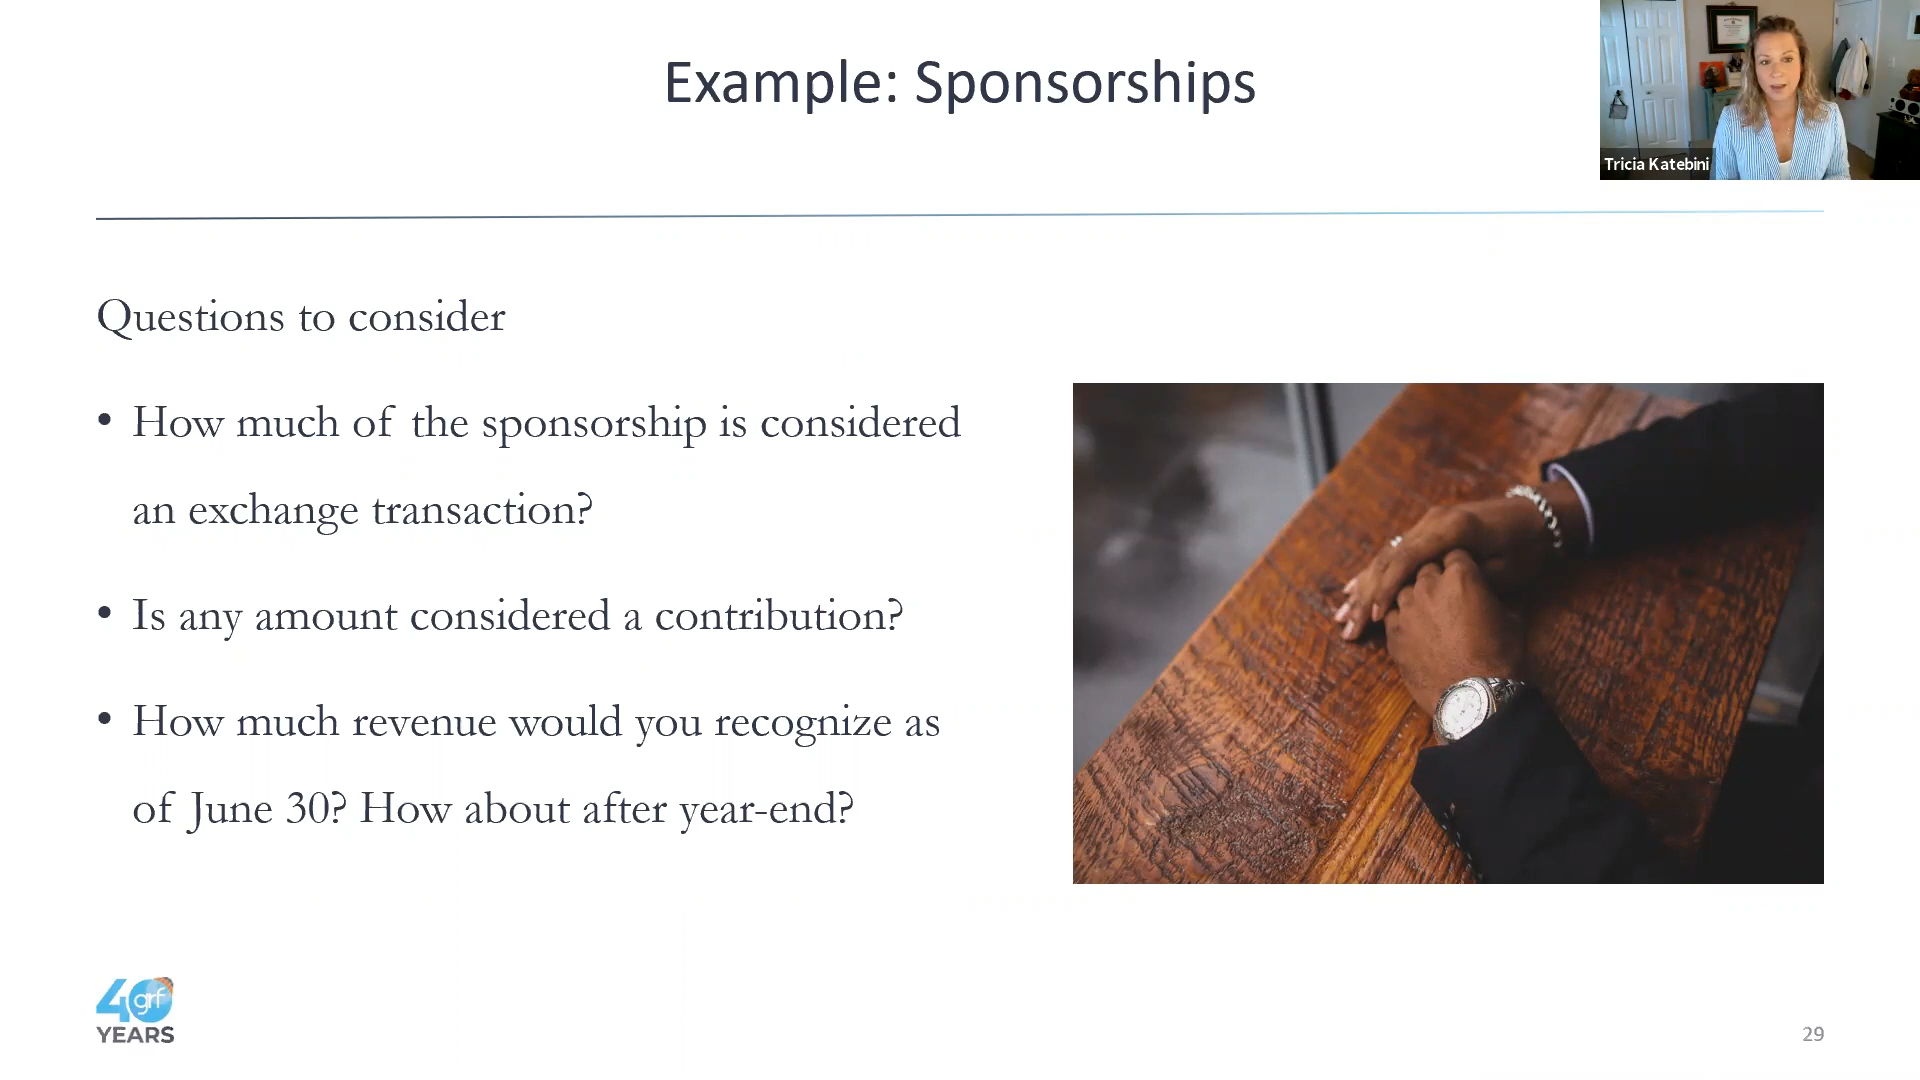 Example: Sponsorships
Tricia Katebini
Questions to consider
• How much of the sponsorship is considered
an exchange transaction?
• Is any amount considered a contribution?
• How much revenue would you recognize as
of June 30? How about after year-end?
40 grf
YEARS
29